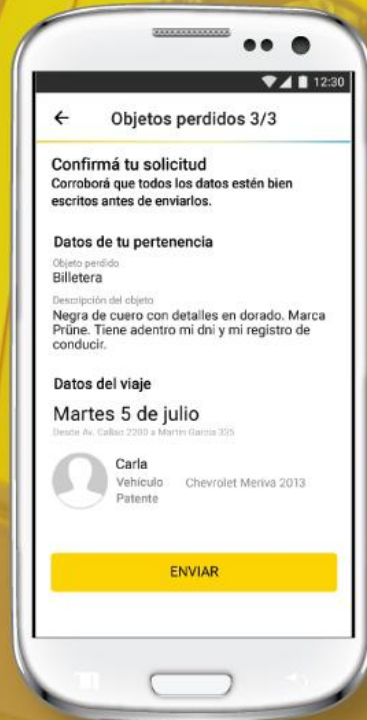 12:30
← Objetos perdidos 3/3
Confirmá tu solicitud
Corroborá que todos los datos estén bien
escritos antes de enviarlos.
Datos de tu pertenencia
Objeto perdido
Billetera
Descripción del objeto
Negra de cuero con detalles en dorado. Marca
Prüne. Tiene adentro mi dni y mi registro de
conducir.
Datos del viaje
Martes 5 de julio
Desde Av. Callao 2200 a Martín García 335
Carla
Vehículo Chevrolet Meriva 2013
Patente
ENVIAR